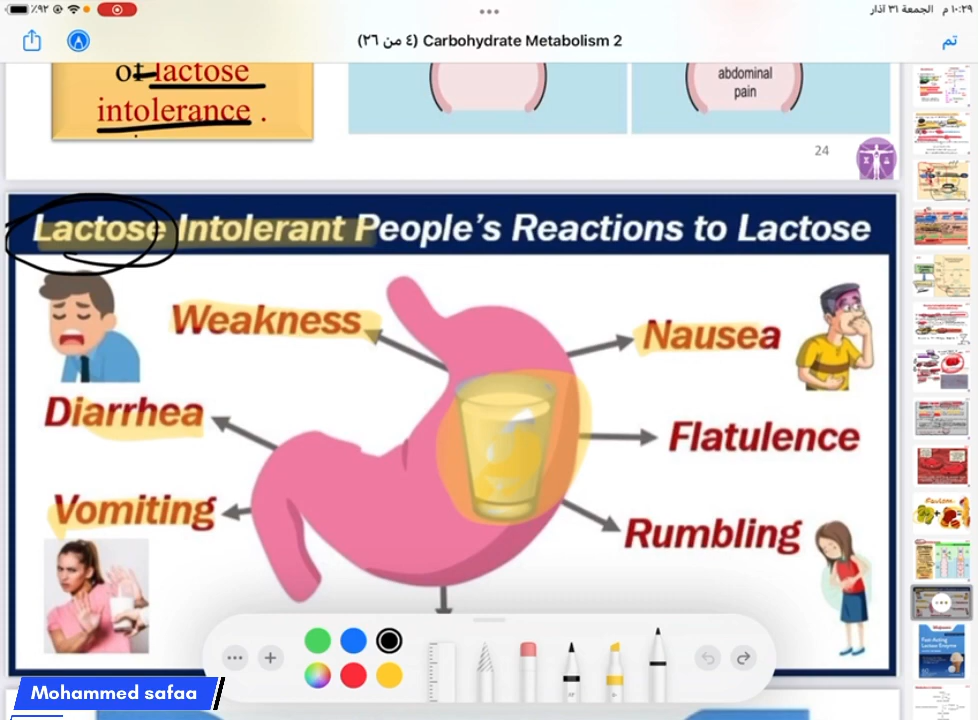 ١٠:٢٩ م الجمعة ٣١ آذار
٪٩٢
Carbohydrate Metabolism 2 (٤ من ٢٦)
تم
of lactose
intolerance .
abdominal
pain
24
Lactose Intolerant People's Reactions to Lactose
Weakness
Nausea
Diarrhea
Flatulence
Vomiting
Rumbling
Mohammed safaa